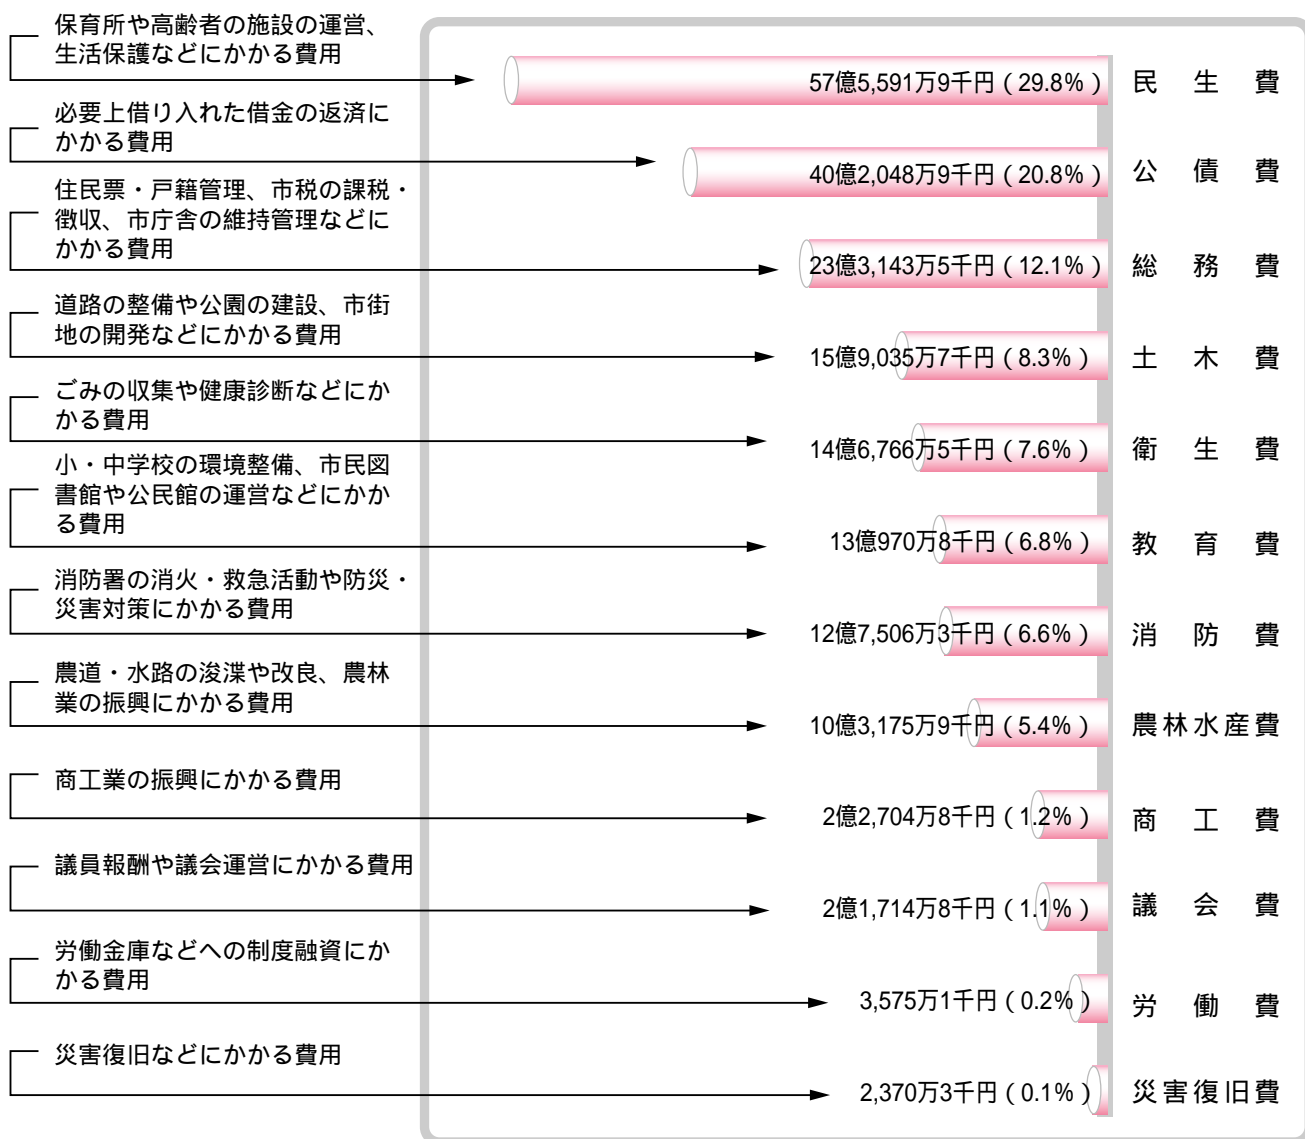 保育所や高齢者の施設の運営、
生活保護などにかかる費用
57億5,591万9千円（29.8%） 民生費
必要上借り入れた借金の返済に
かかる費用
40億2,048万9千円（20.8%） 公債費
住民票・戸籍管理、市税の課税・
徴収、市庁舎の維持管理などに
かかる費用
23億3,143万5千円（12.1%） 総務費
道路の整備や公園の建設、市街
地の開発などにかかる費用
15億9,035万7千円（8.3%） 土木費
ごみの収集や健康診断などにか
かる費用
14億6,766万5千円（7.6%） 衛生費
小・中学校の環境整備、市民図
書館や公民館の運営などにかか
る費用
13億970万8千円（6.8%） 教育費
消防署の消火・救急活動や防災・
災害対策にかかる費用
12億7,506万3千円（6.6%） 消防費
農道・水路の浚渫や改良、農林
業の振興にかかる費用
10億3,175万9千円（5.4%） 農林水産費
商工業の振興にかかる費用
2億2,704万8千円（1.2%） 商工費
議員報酬や議会運営にかかる費用
2億1,714万8千円（1.1%） 議会費
労働金庫などへの制度融資にか
かる費用
3,575万1千円（0.2%） 労働費
災害復旧などにかかる費用
2,370万3千円（0.1%） 災害復旧費